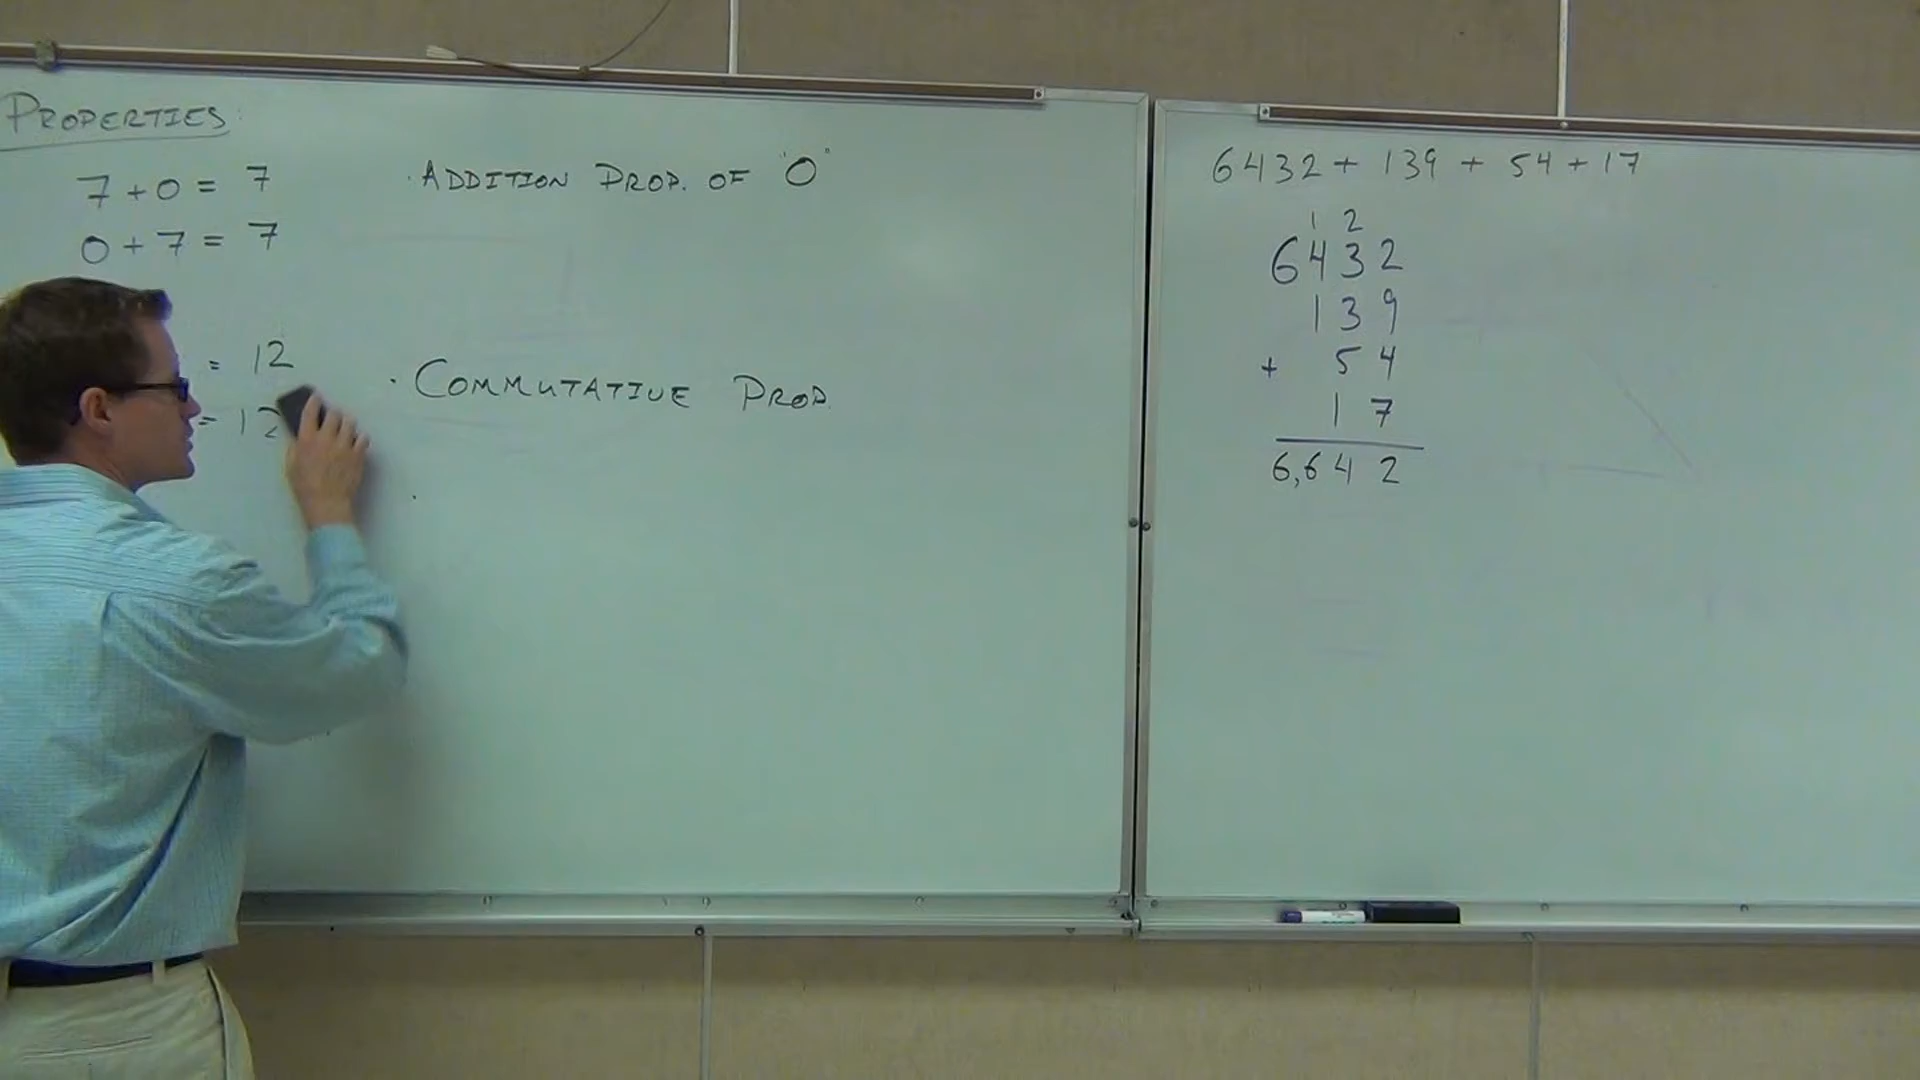 PROPERTIES:
7 + 0 = 7
0 + 7 = 7
· ADDITION PROP. OF "0"
= 12
= 12
· COMMUTATIVE PROP.
6432 + 139 + 54 + 17
1 2
6432
139
+ 54
17
6,642